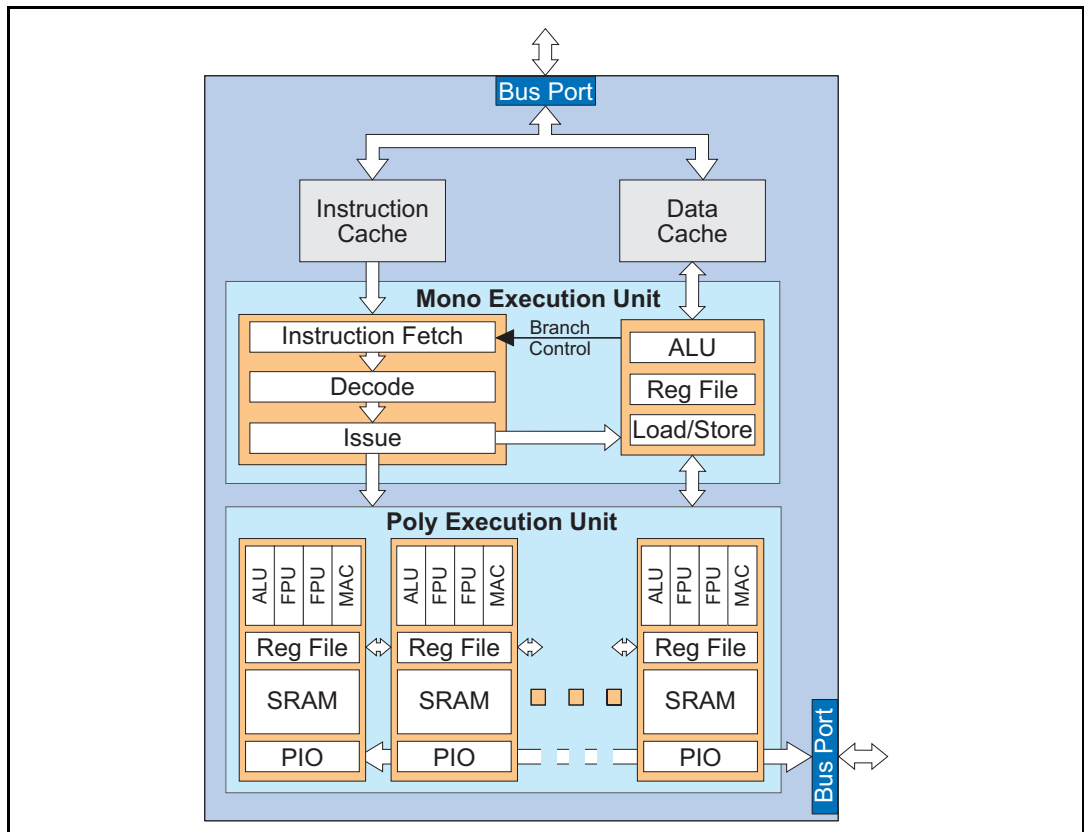 Bus Port
Instruction
Cache
Data
Cache
Mono Execution Unit
Instruction Fetch
Decode
Issue
Branch
Control
ALU
Reg File
Load/Store
Poly Execution Unit
ALU
FPU
FPU
MAC
Reg File
SRAM
PIO
ALU
FPU
FPU
MAC
Reg File
SRAM
PIO
ALU
FPU
FPU
MAC
Reg File
SRAM
PIO
Bus Port